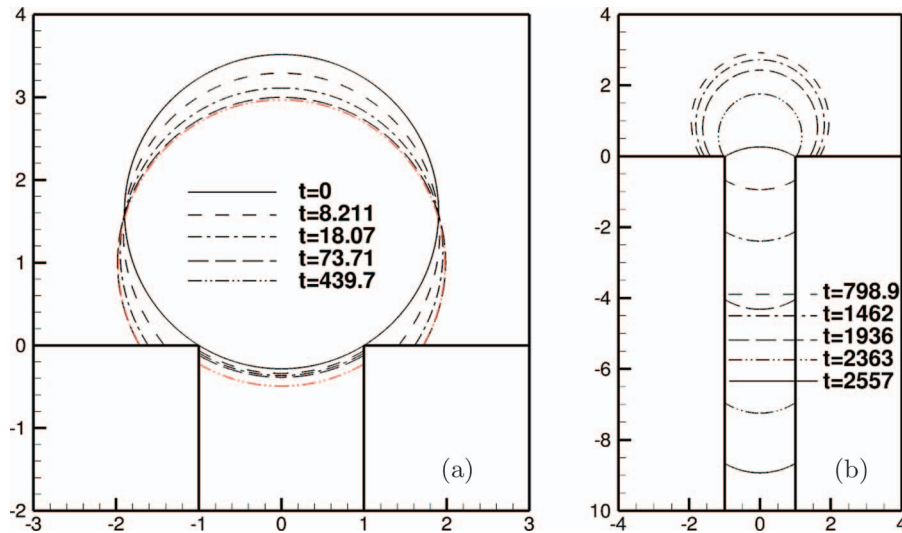 4
3
2
1
0
-1
-2
-3 -2 -1 0 1 2 3
t=0
t=8.211
t=18.07
t=73.71
t=439.7
(a)
4
2
0
-2
-4
-6
-8
10
-4 -2 0 2 4
t=798.9
t=1462
t=1936
t=2363
t=2557
(b)